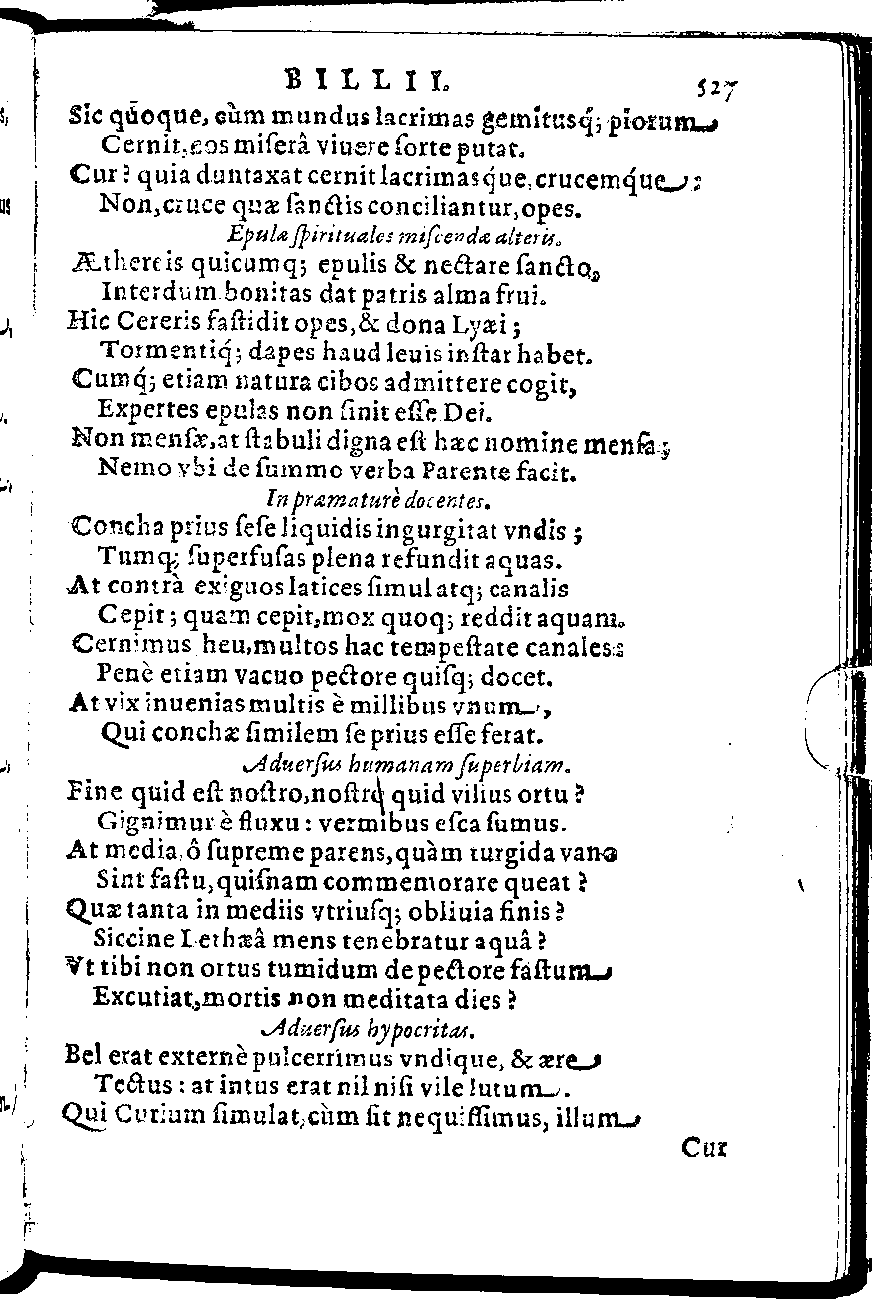 BILLII. 527
Sic quoque, cùm mundus lacrimas gemitusq́; piorum
Cernit, eos miserâ viuere sorte putat.
Cur? quia duntaxat cernit lacrimasq́ue, crucemq́ue:
Non, cruce quæ sanctis conciliantur, opes.
Epulæ spirituales miscendæ alteris.
Æthereis quicumq; epulis & nectare sancto,
Interdum bonitas dat patris alma frui.
Hic Cereris fastidit opes, & dona Lyæi;
Tormentiq́; dapes haud leuis instar habet.
Cumq́; etiam natura cibos admittere cogit,
Expertes epulas non sinit esse Dei.
Non mensæ, at stabuli digna est hæc nomine mensa;
Nemo vbi de summo verba Parente facit.
In præmaturè docentes.
Concha prius sese liquidis ingurgitat vndis;
Tumq; superfusas plena refundit aquas.
At contrà exiguos latices simul atq; canalis
Cepit; quam cepit, mox quoq; reddit aquam.
Cernimus heu, multos hac tempestate canales:
Penè etiam vacuo pectore quisq; docet.
At vix inuenias multis è millibus vnum,
Qui conchæ similem se prius esse ferat.
Aduersus humanam superbiam.
Fine quid est nostro, nostro quid vilius ortu?
Gignimur è fluxu: vermibus esca sumus.
At media, ô supreme parens, quàm turgida vano
Sint fastu, quisnam commemorare queat?
Quæ tanta in mediis vtriusq; obliuia finis?
Siccine Lethæâ mens tenebratur aquâ?
Vt tibi non ortus tumidum de pectore fastum
Excutiat, mortis non meditata dies?
Aduersus hypocritas.
Bel erat externè pulcerrimus vndique, & ære
Tectus: at intus erat nil nisi vile lutum.
Qui Curium simulat, cùm sit nequissimus, illum
Cur